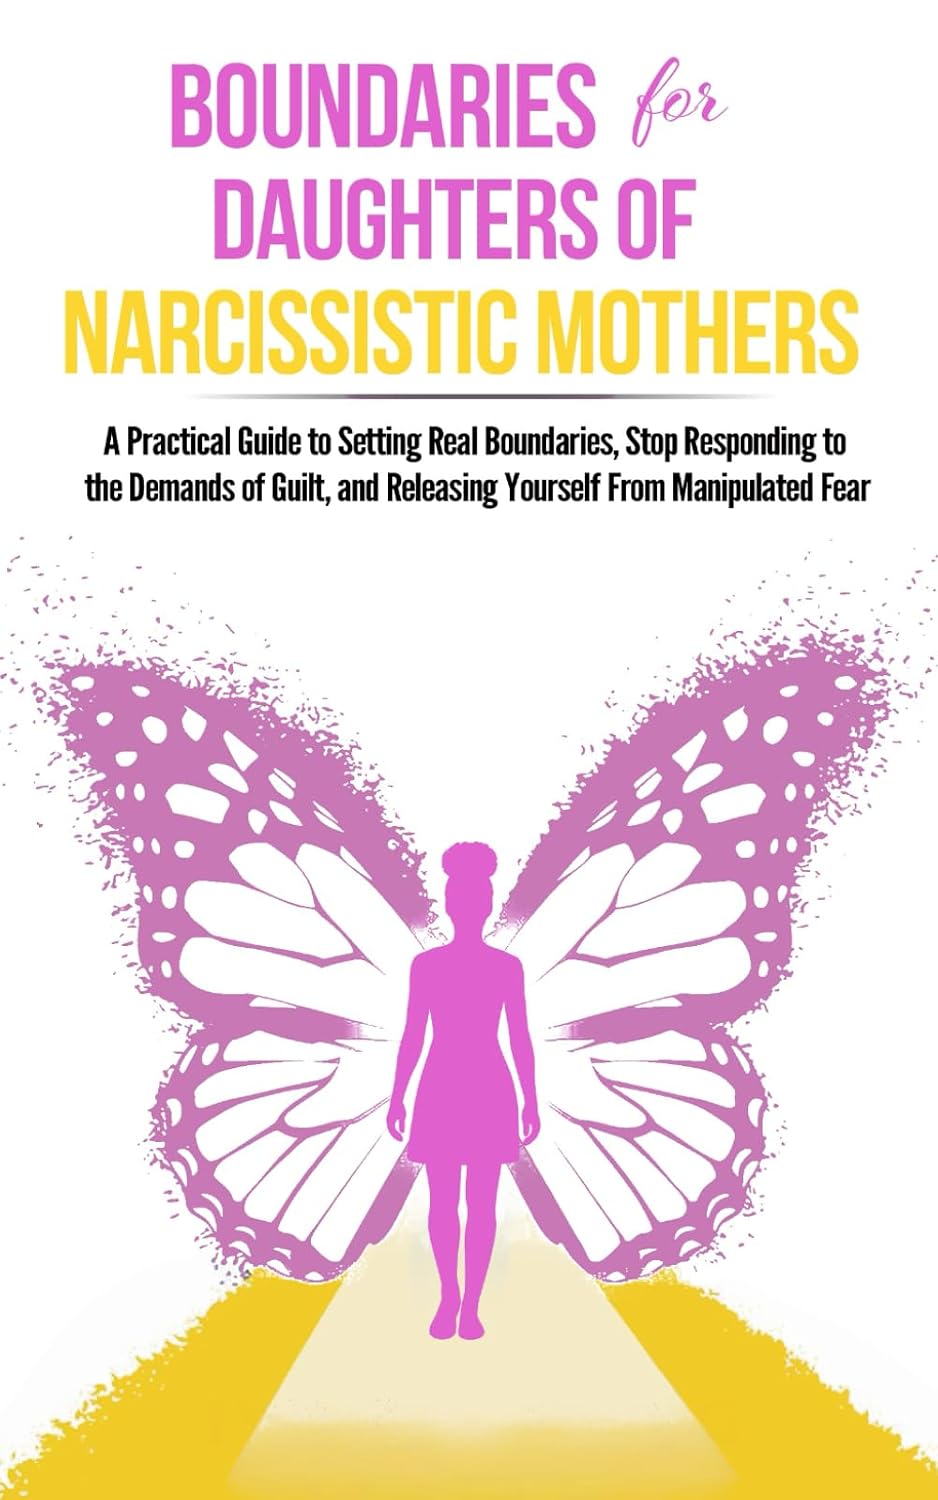 BOUNDARIES for
DAUGHTERS OF
NARCISSISTIC MOTHERS
A Practical Guide to Setting Real Boundaries, Stop Responding to
the Demands of Guilt, and Releasing Yourself From Manipulated Fear